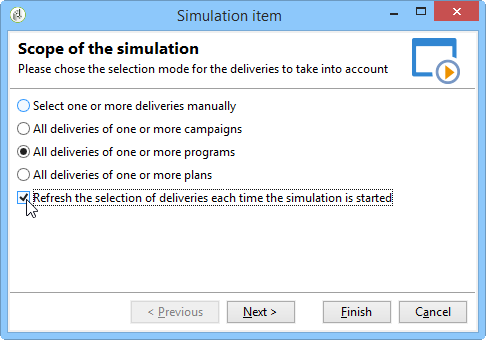 Simulation item
Scope of the simulation
Please chose the selection mode for the deliveries to take into account
Select one or more deliveries manually
All deliveries of one or more campaigns
All deliveries of one or more programs
All deliveries of one or more plans
Refresh the selection of deliveries each time the simulation is started
< Previous Next > Finish Cancel